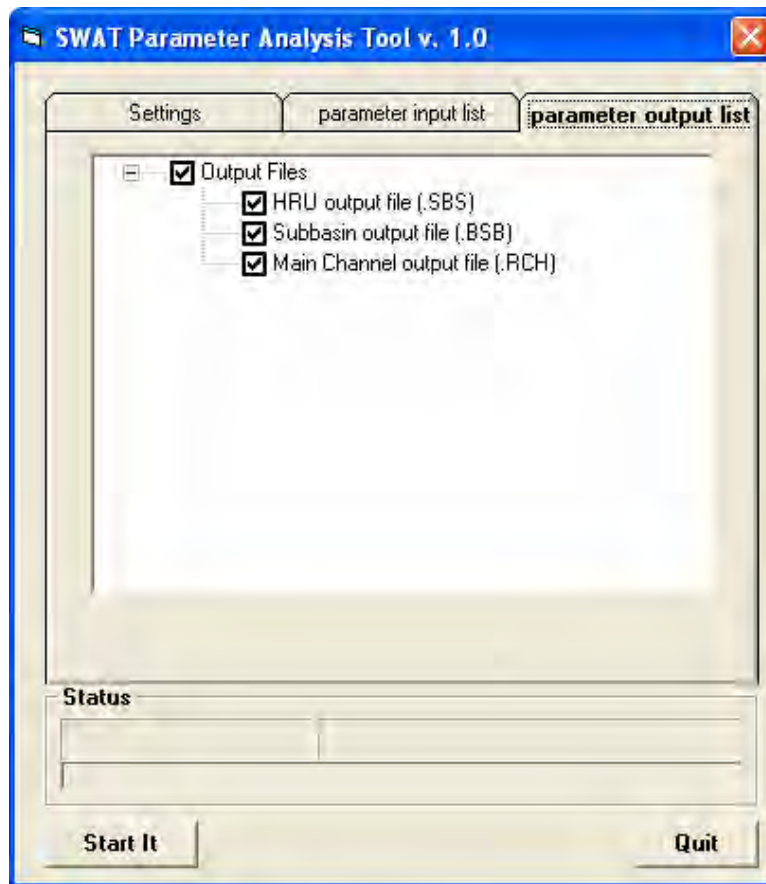 SWAT Parameter Analysis Tool v. 1.0
Settings parameter input list parameter output list
Output Files
HRU output file (.SBS)
Subbasin output file (.BSB)
Main Channel output file (.RCH)
Status
Start It Quit